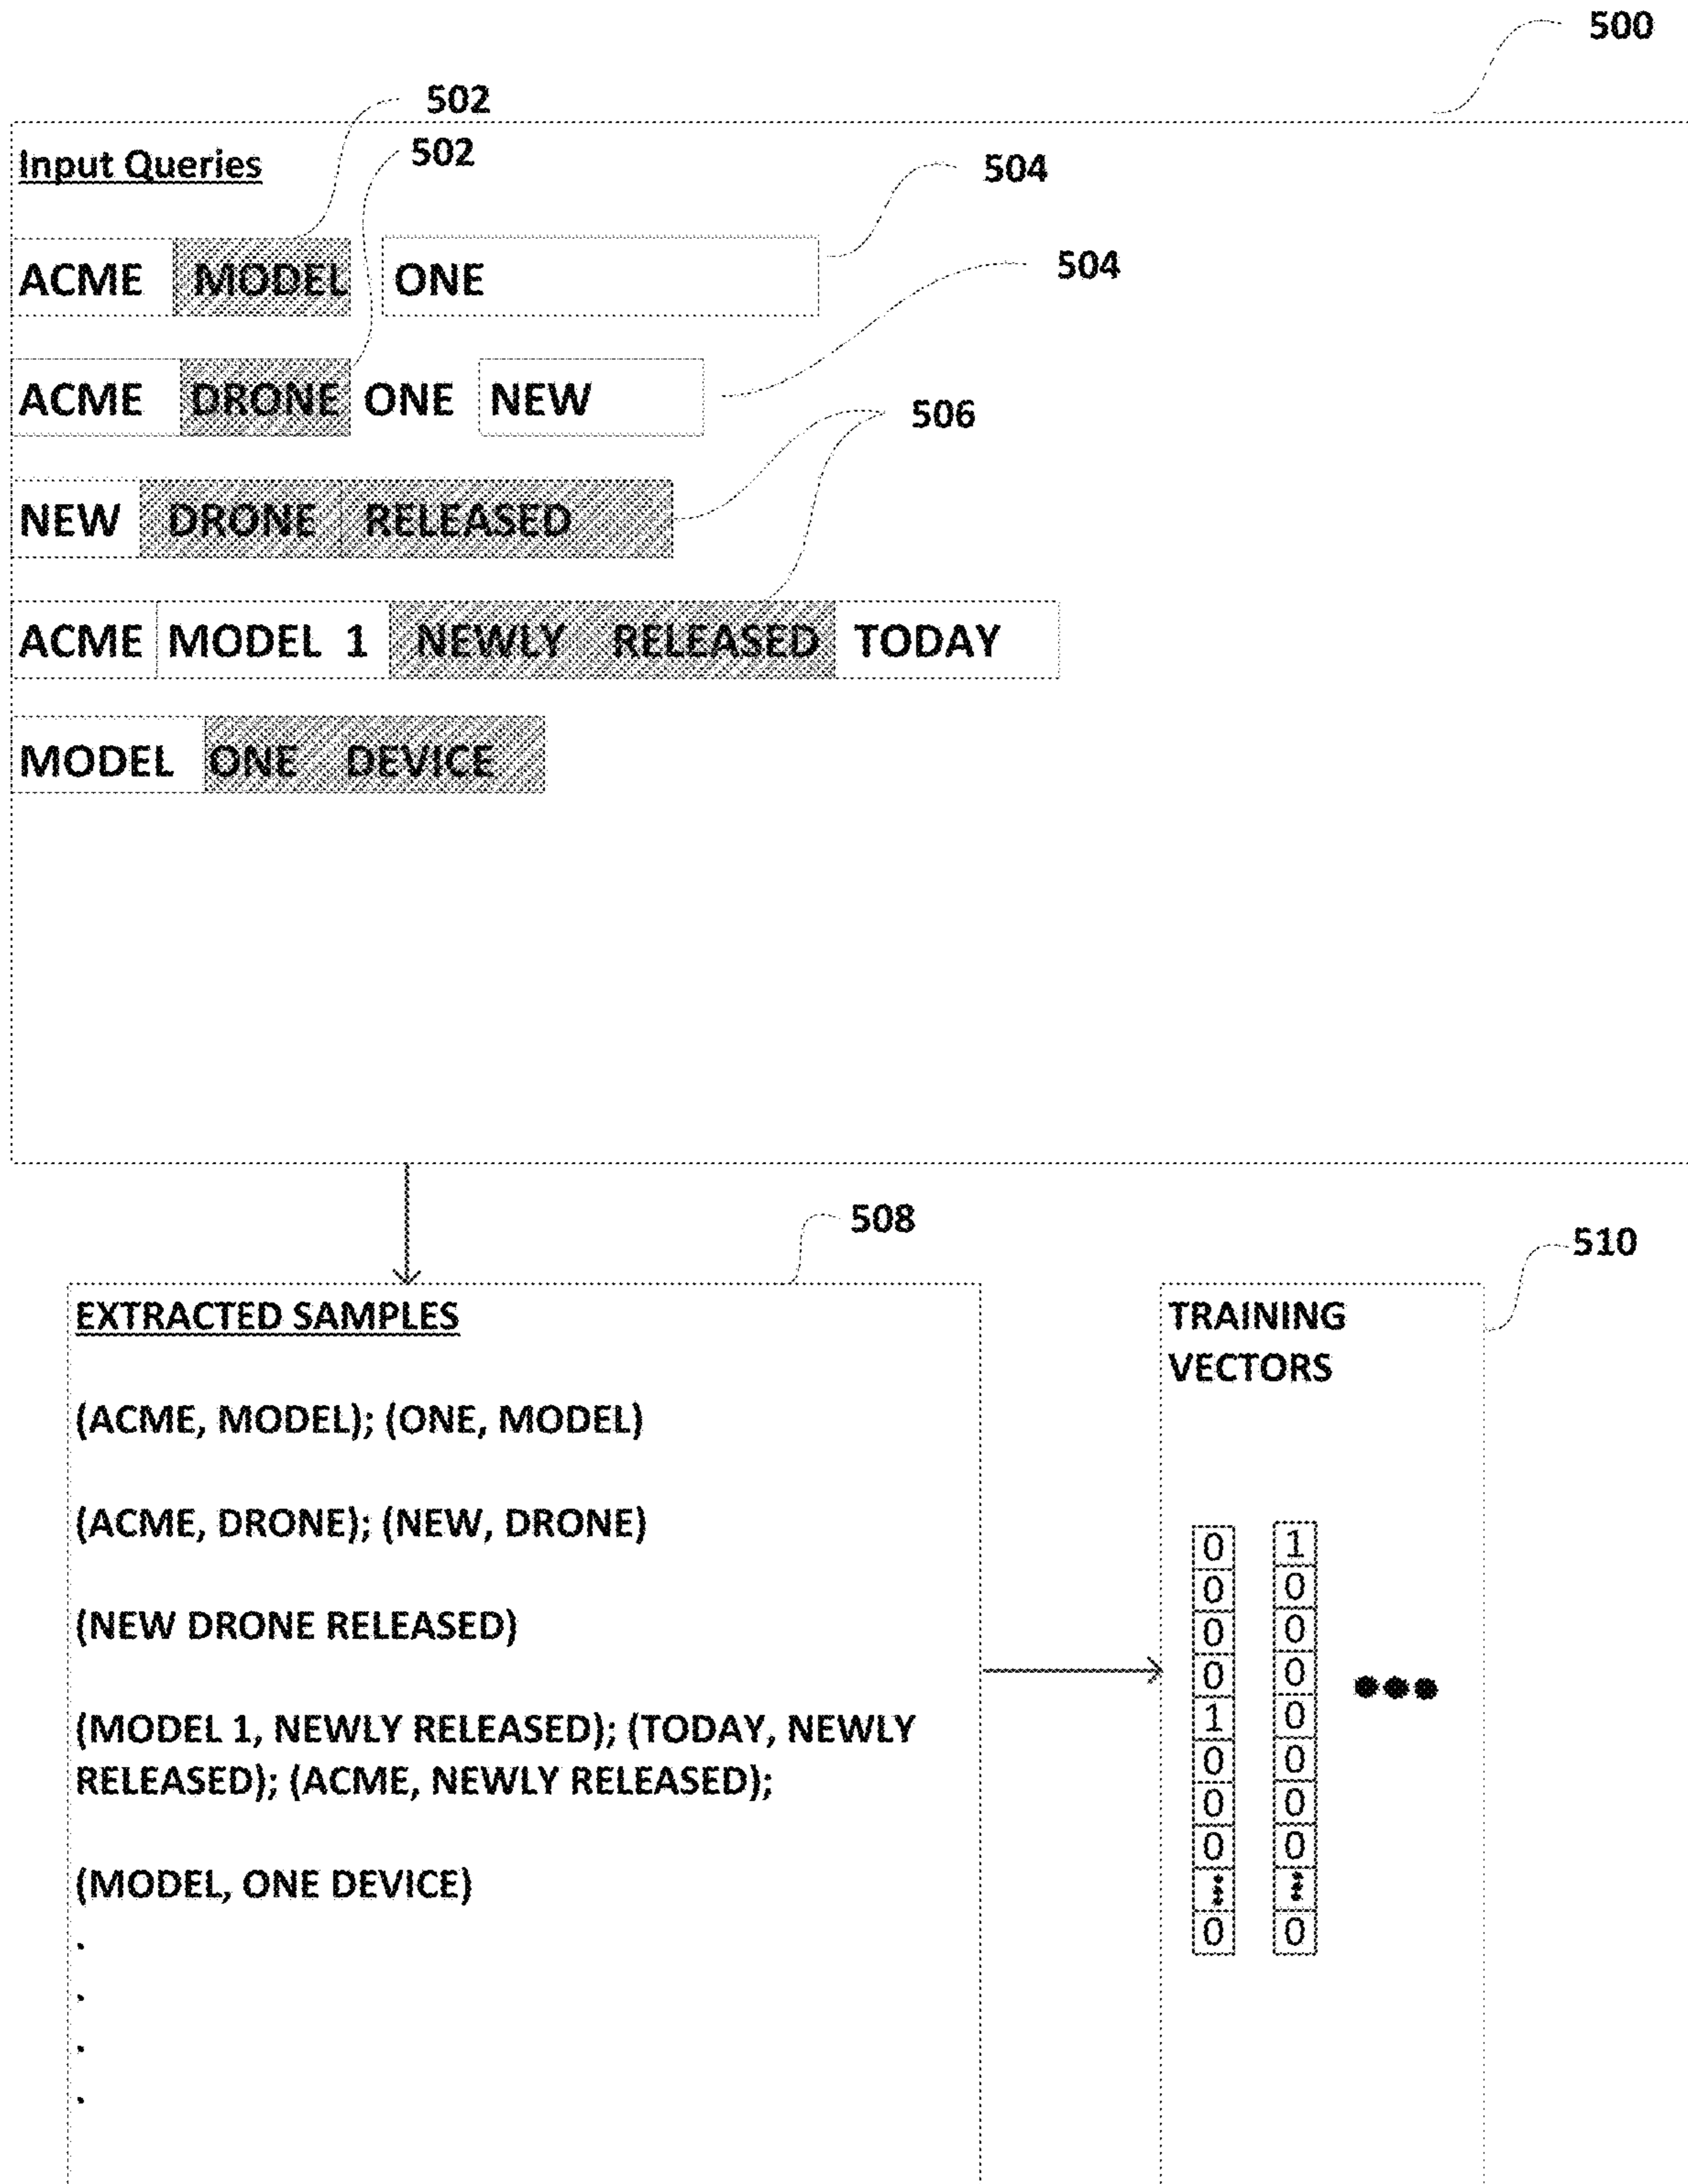 500
502
Input Queries
502
504
ACME MODEL ONE
504
ACME DRONE ONE NEW
506
NEW DRONE RELEASED
ACME MODEL 1 NEWLY RELEASED TODAY
MODEL ONE DEVICE
508
510
EXTRACTED SAMPLES
(ACME, MODEL); (ONE, MODEL)
(ACME, DRONE); (NEW, DRONE)
(NEW DRONE RELEASED)
(MODEL 1, NEWLY RELEASED); (TODAY, NEWLY
RELEASED); (ACME, NEWLY RELEASED);
(MODEL, ONE DEVICE)
.
.
.
.
TRAINING
VECTORS
0 1
0 0
0 0
0 0
1 0
0 0
0 0
0 0
0 0